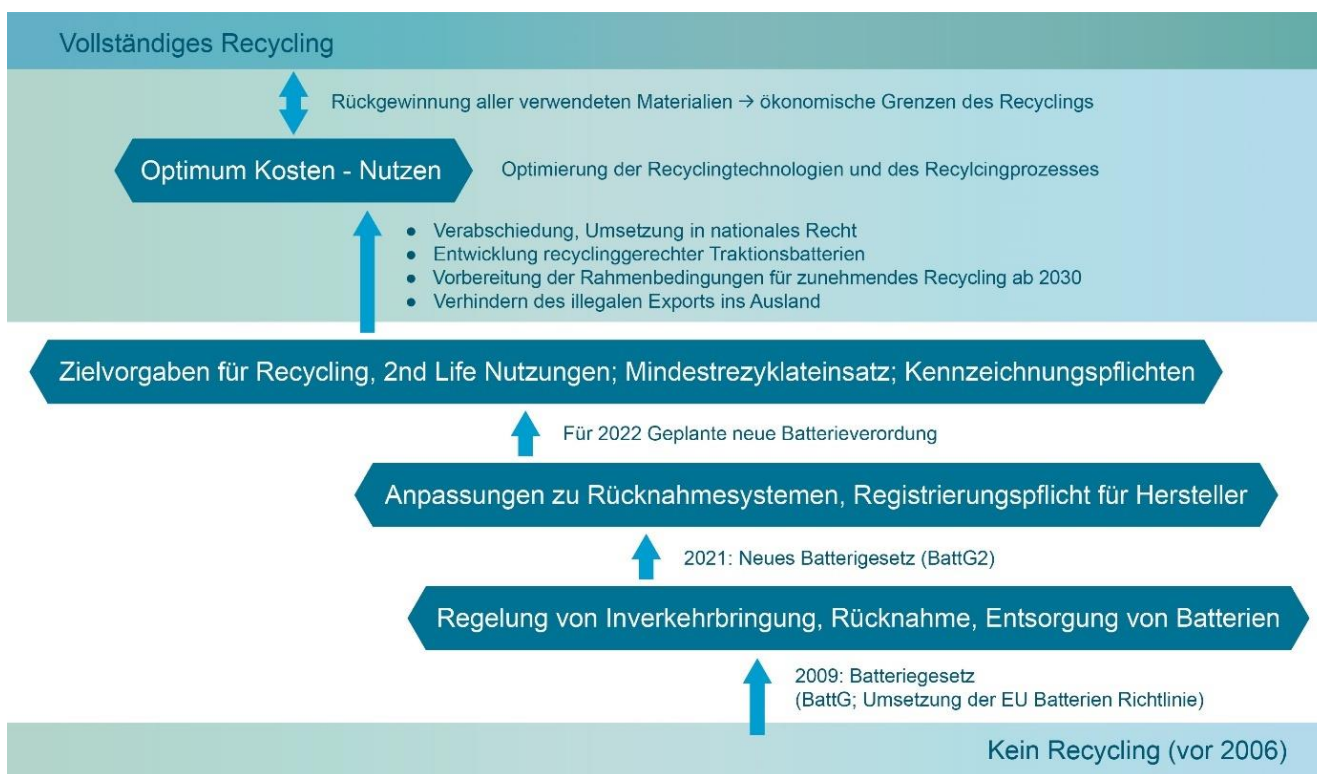 Vollständiges Recycling
Rückgewinnung aller verwendeten Materialien → ökonomische Grenzen des Recyclings
Optimum Kosten - Nutzen
Optimierung der Recyclingtechnologien und des Recylcingprozesses
● Verabschiedung, Umsetzung in nationales Recht
● Entwicklung recyclinggerechter Traktionsbatterien
● Vorbereitung der Rahmenbedingungen für zunehmendes Recycling ab 2030
● Verhindern des illegalen Exports ins Ausland
Zielvorgaben für Recycling, 2nd Life Nutzungen; Mindestrezyklateinsatz; Kennzeichnungspflichten
Für 2022 Geplante neue Batterieverordung
Anpassungen zu Rücknahmesystemen, Registrierungspflicht für Hersteller
2021: Neues Batterigesetz (BattG2)
Regelung von Inverkehrbringung, Rücknahme, Entsorgung von Batterien
2009: Batteriegesetz
(BattG; Umsetzung der EU Batterien Richtlinie)
Kein Recycling (vor 2006)